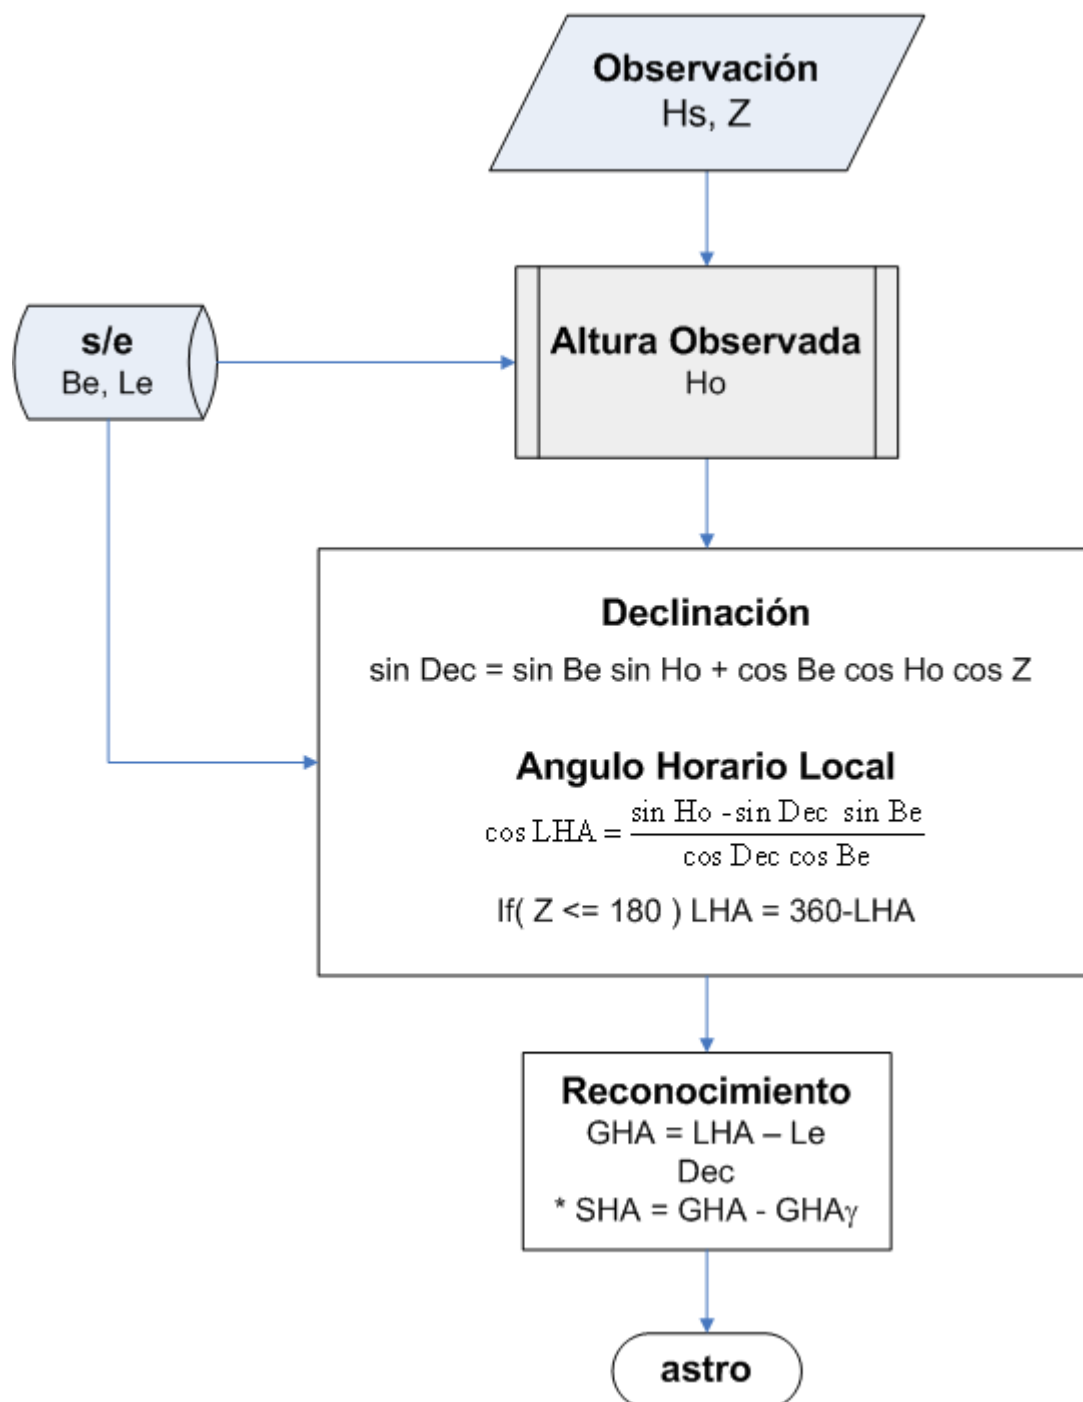 Observación
Hs, Z
s/e
Be, Le
Altura Observada
Ho
Declinación
sin Dec = sin Be sin Ho + cos Be cos Ho cos Z
Angulo Horario Local
cos LHA = sin Ho - sin Dec sin Be
cos Dec cos Be
If( Z <= 180 ) LHA = 360-LHA
Reconocimiento
GHA = LHA – Le
Dec
* SHA = GHA - GHAγ
astro